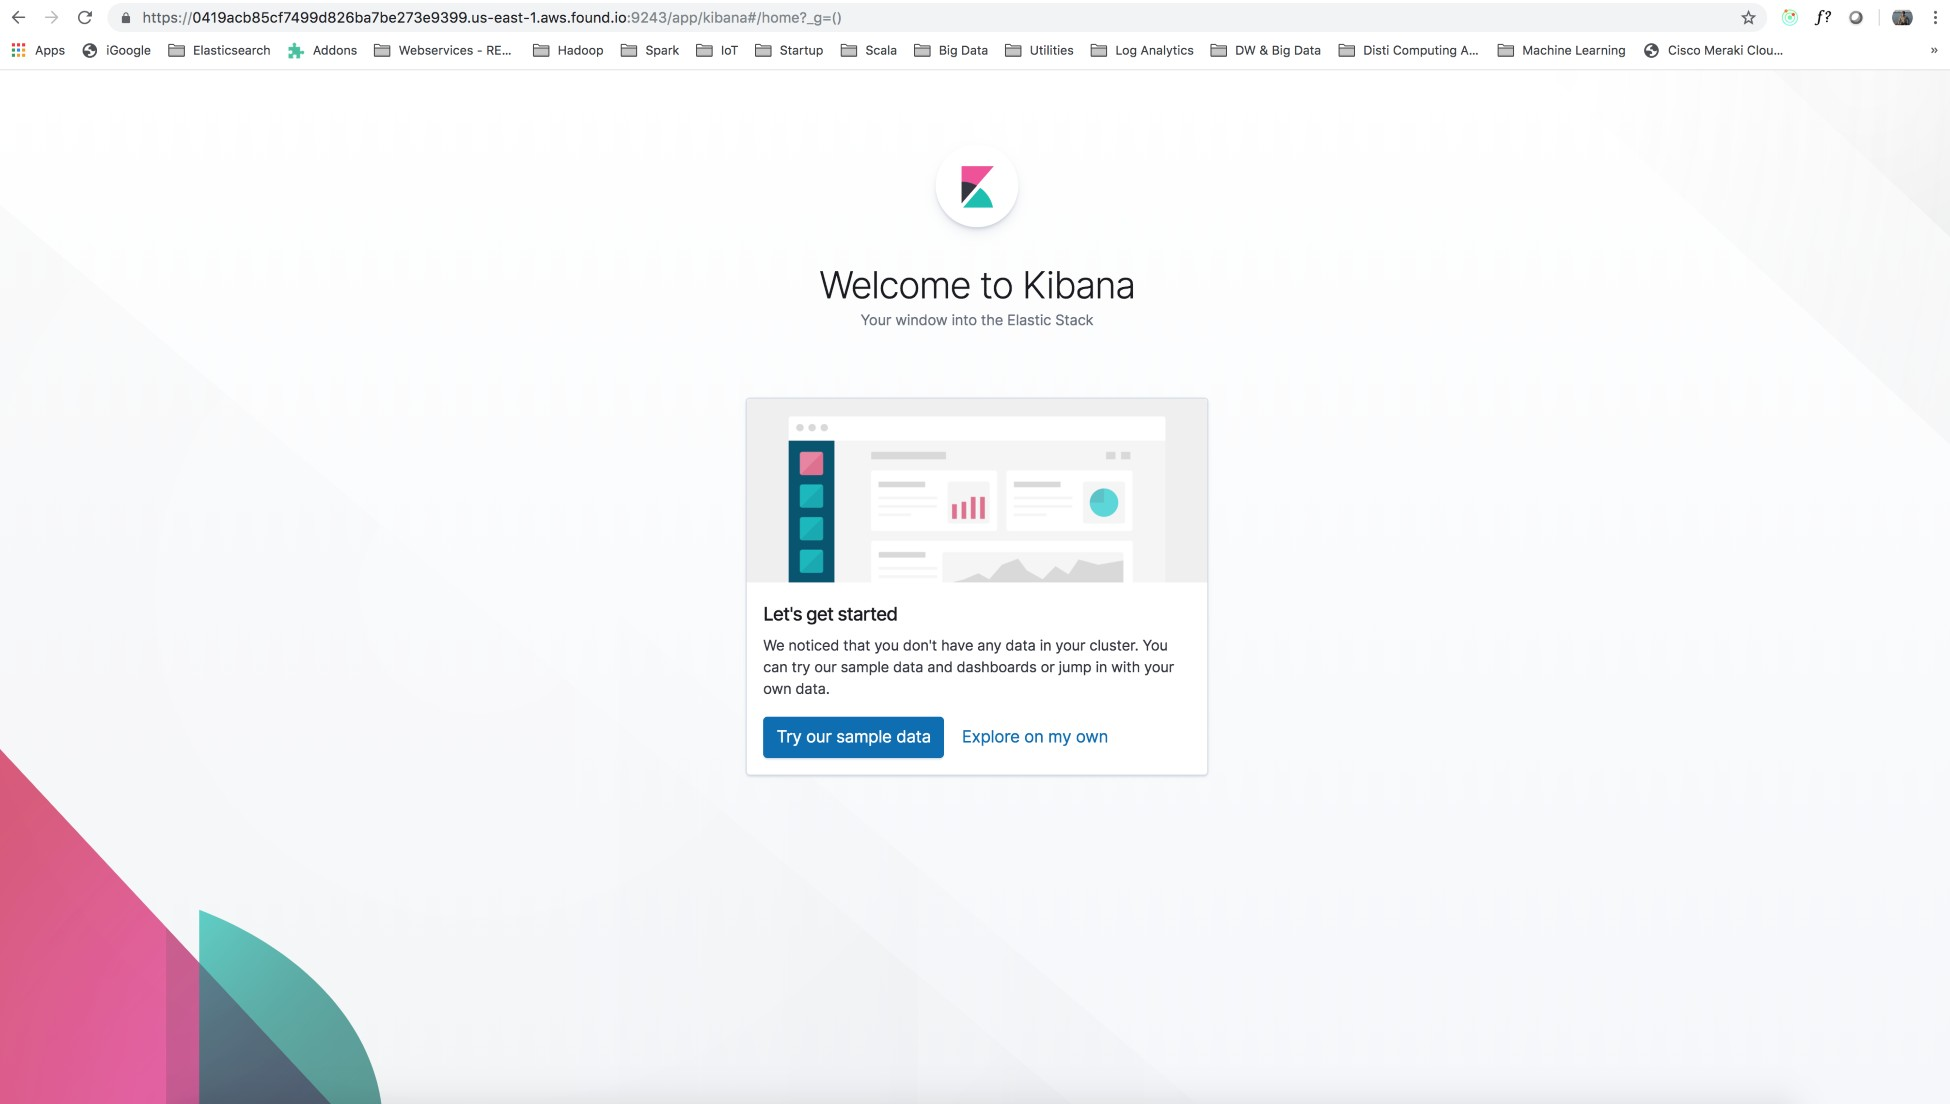 https://0419acb85cf7499d826ba7be273e9399.us-east-1.aws.found.io:9243/app/kibana#/home?_g=()
f?
Apps iGoogle Elasticsearch Addons Webservices - RE... Hadoop Spark IoT Startup Scala Big Data Utilities Log Analytics DW & Big Data Disti Computing A... Machine Learning Cisco Meraki Clou... »
Welcome to Kibana
Your window into the Elastic Stack
Let's get started
We noticed that you don't have any data in your cluster. You
can try our sample data and dashboards or jump in with your
own data.
Try our sample data Explore on my own